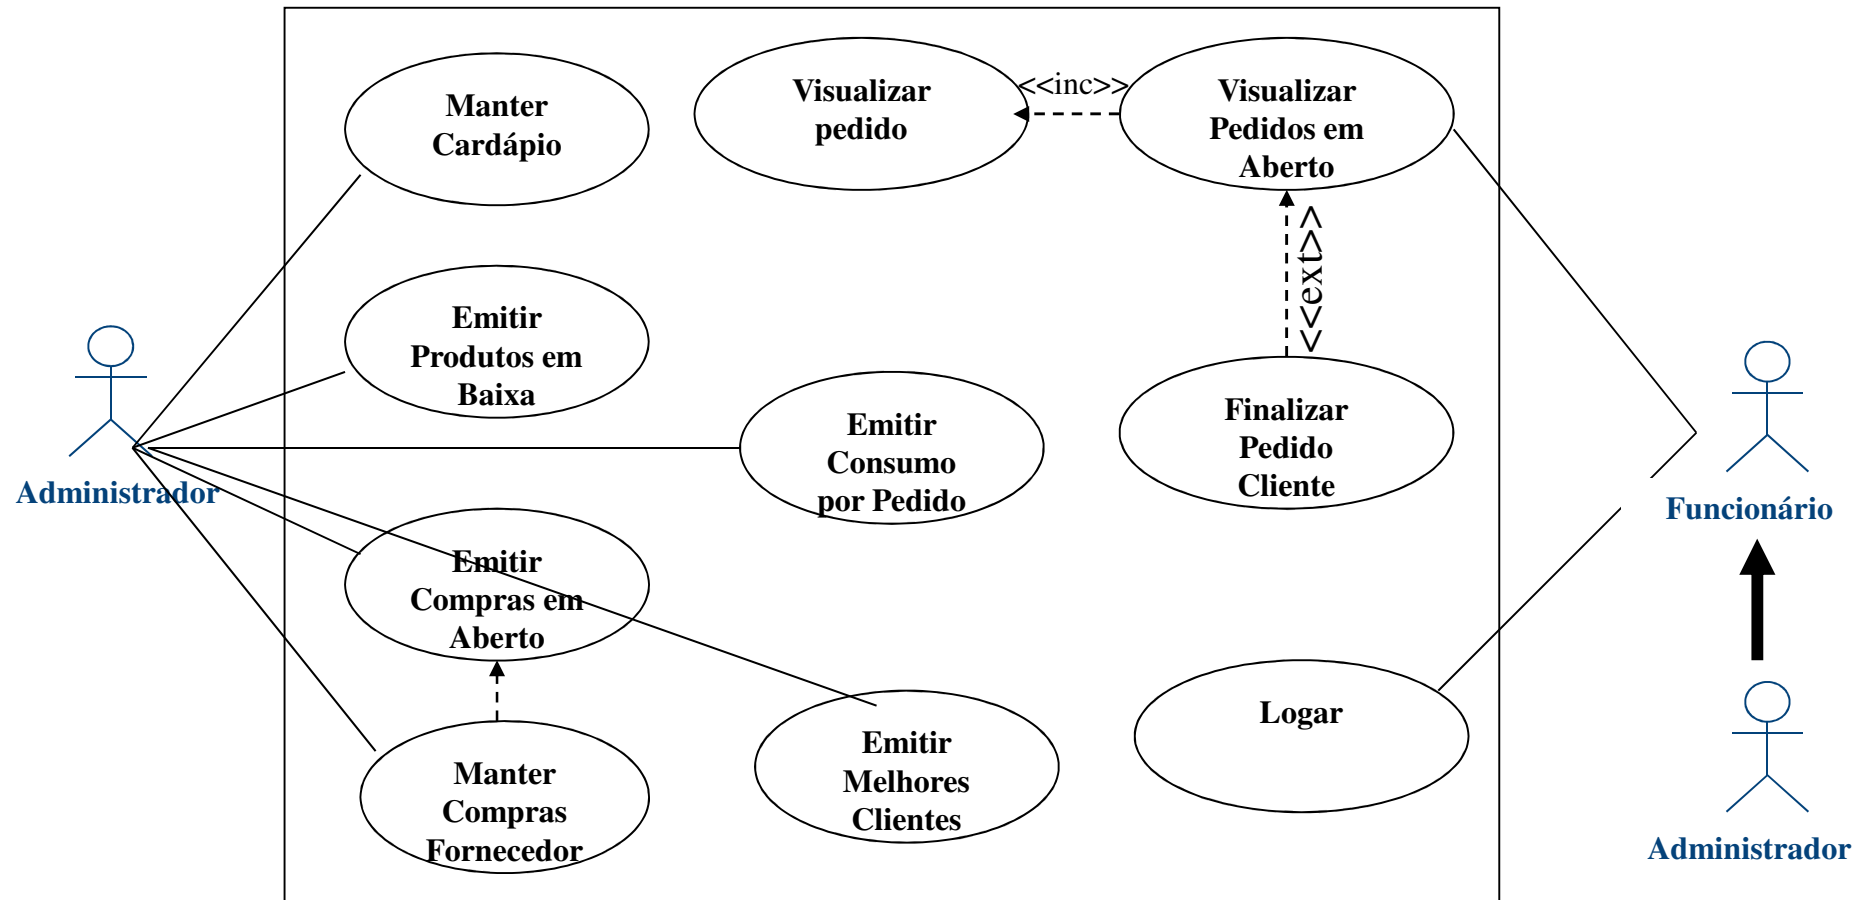 Manter
Cardápio
Visualizar
pedido
<<inc>>
Visualizar
Pedidos em
Aberto
<<ext>>
Emitir
Produtos em
Baixa
Emitir
Consumo
por Pedido
Finalizar
Pedido
Cliente
Administrador
Funcionário
Emitir
Compras em
Aberto
Manter
Compras
Fornecedor
Emitir
Melhores
Clientes
Logar
Administrador